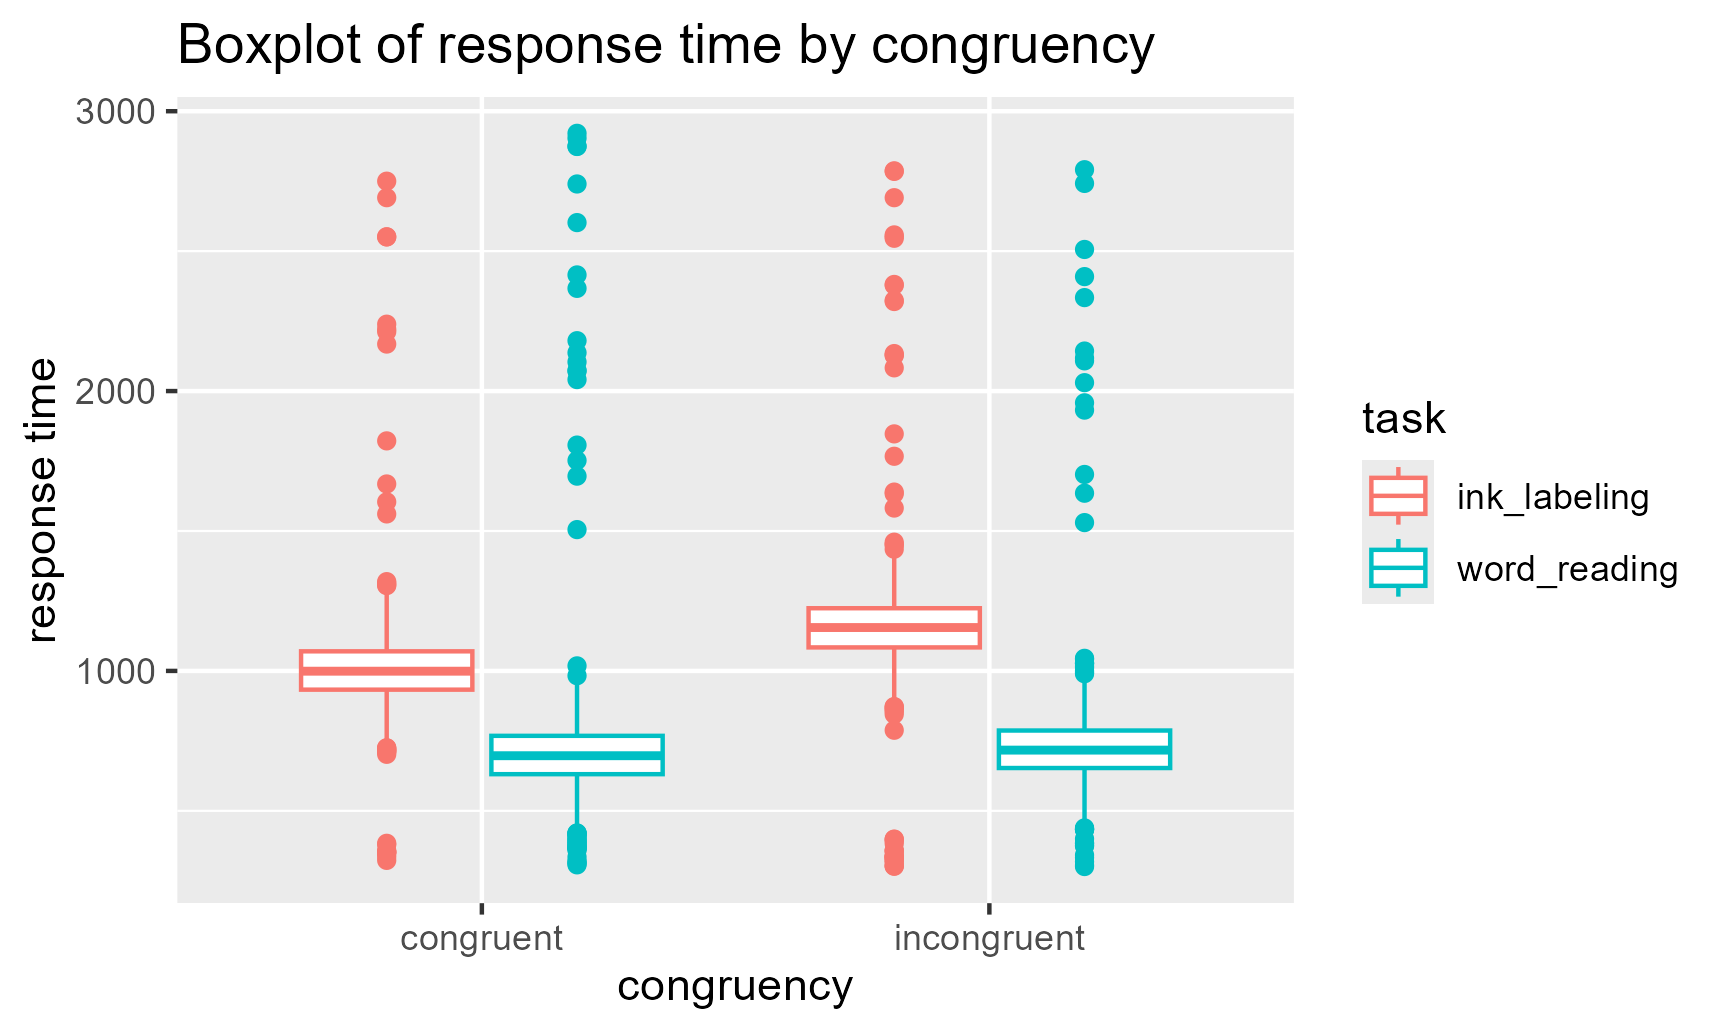 Boxplot of response time by congruency
3000
2000
1000
response time
congruent
incongruent
congruency
task
ink_labeling
word_reading